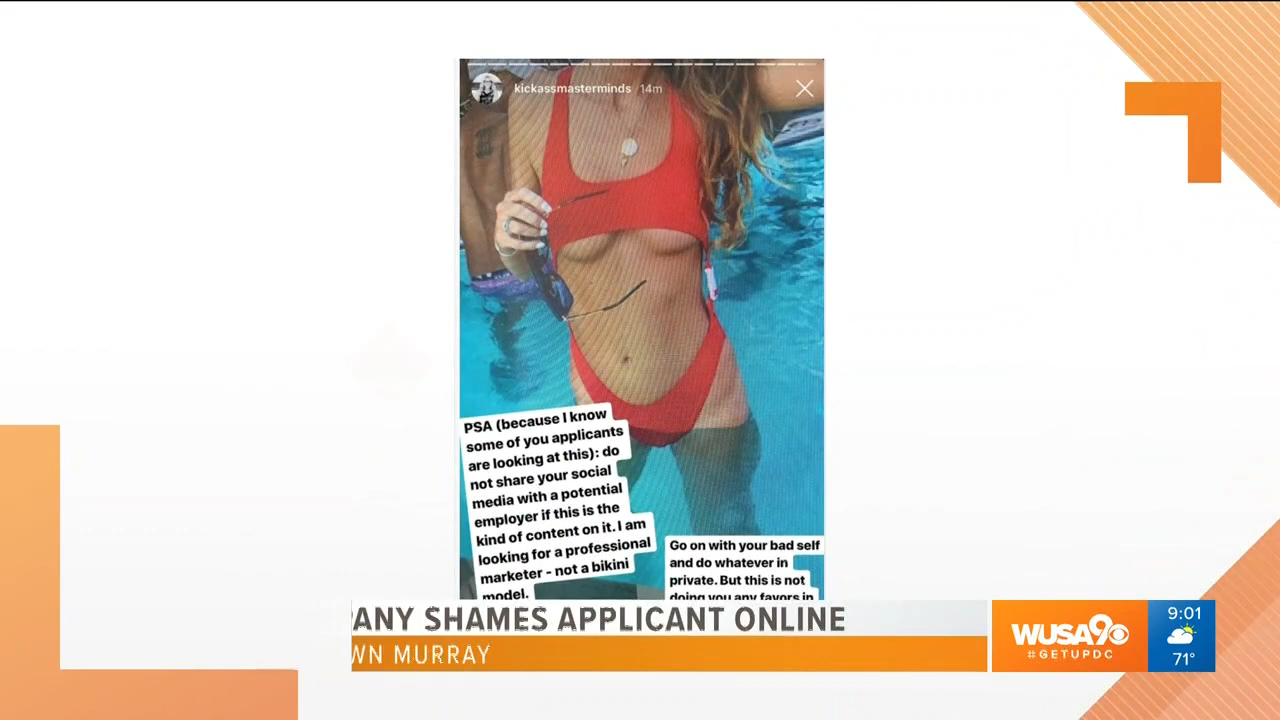 kickassmasterminds 14m
PSA (because I know
some of you applicants
are looking at this): do
not share your social
media with a potential
employer if this is the
kind of content on it. I am
looking for a professional
marketer - not a bikini
model.
Go on with your bad self
and do whatever in
private. But this is not
doing you any favors in
ANY SHAMES APPLICANT ONLINE
WN MURRAY
WUSA9
#GETUPDC
9:01
71°